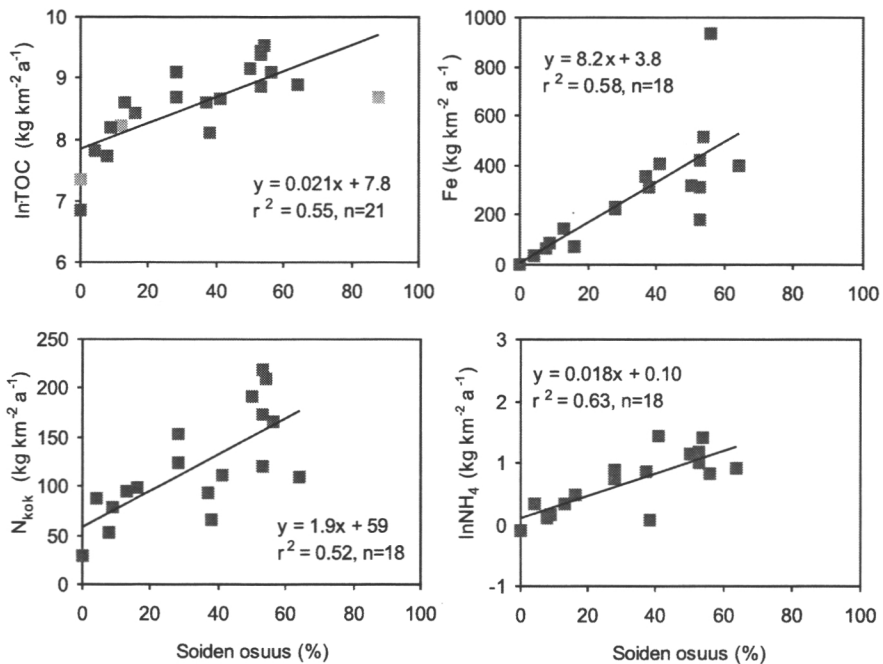 lnTOC (kg km⁻² a⁻¹)
10
9
8
7
6
y = 0.021x + 7.8
r² = 0.55, n=21
0 20 40 60 80 100
Fe (kg km⁻² a⁻¹)
1000
800
600
400
200
0
y = 8.2x + 3.8
r² = 0.58, n=18
0 20 40 60 80 100
N_kok (kg km⁻² a⁻¹)
250
200
150
100
50
0
y = 1.9x + 59
r² = 0.52, n=18
0 20 40 60 80 100
Soiden osuus (%)
lnNH₄ (kg km⁻² a⁻¹)
3
2
1
0
-1
y = 0.018x + 0.10
r² = 0.63, n=18
0 20 40 60 80 100
Soiden osuus (%)